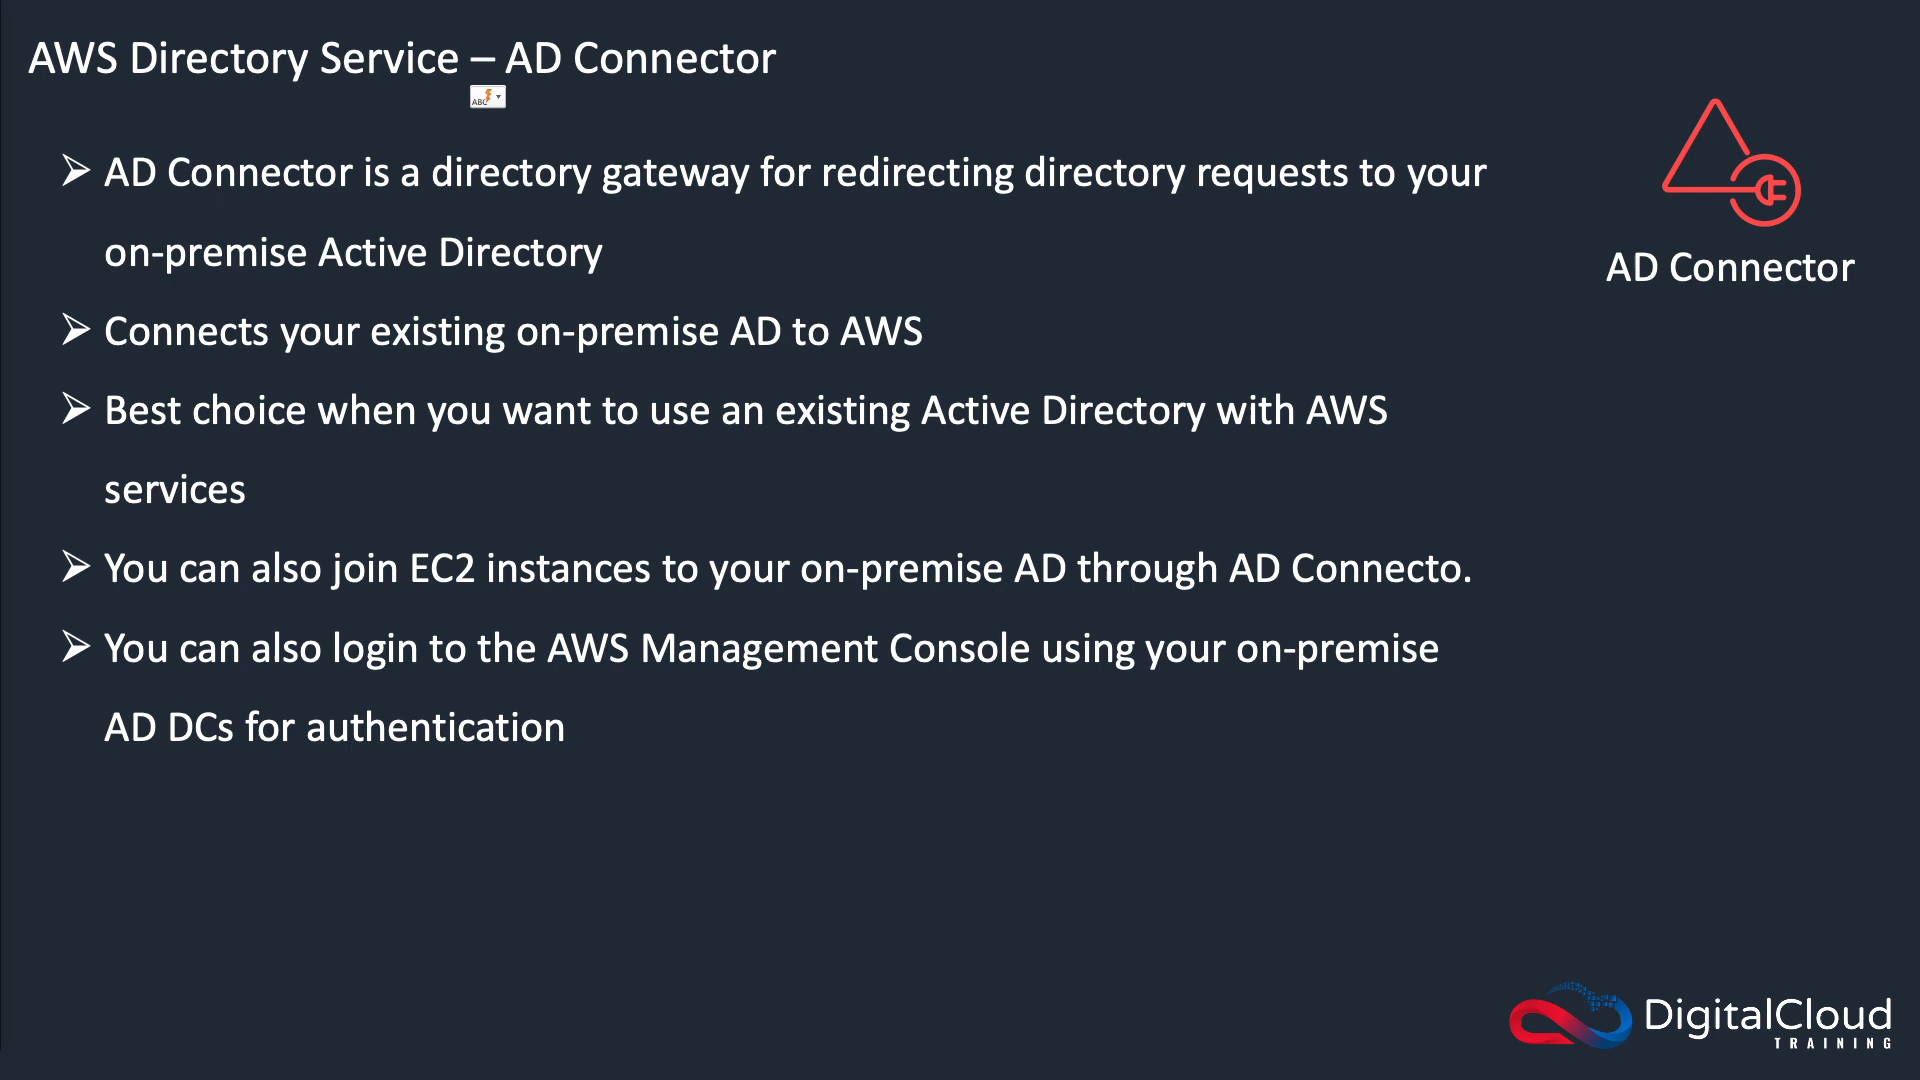 AWS Directory Service – AD Connector
ABC
➢ AD Connector is a directory gateway for redirecting directory requests to your
on-premise Active Directory
➢ Connects your existing on-premise AD to AWS
➢ Best choice when you want to use an existing Active Directory with AWS
services
➢ You can also join EC2 instances to your on-premise AD through AD Connecto.
➢ You can also login to the AWS Management Console using your on-premise
AD DCs for authentication
AD Connector
DigitalCloud
TRAINING